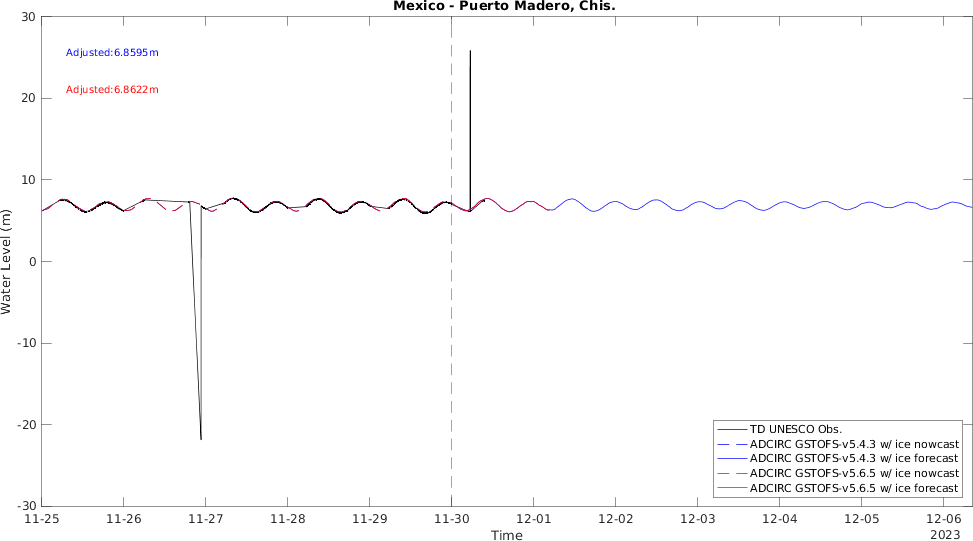 Mexico - Puerto Madero, Chis.
30
20
10
0
-10
-20
-30
Water Level (m)
Adjusted:6.8595m
Adjusted:6.8622m
TD UNESCO Obs.
ADCIRC GSTOFS-v5.4.3 w/ ice nowcast
ADCIRC GSTOFS-v5.4.3 w/ ice forecast
ADCIRC GSTOFS-v5.6.5 w/ ice nowcast
ADCIRC GSTOFS-v5.6.5 w/ ice forecast
11-25 11-26 11-27 11-28 11-29 11-30 12-01 12-02 12-03 12-04 12-05 12-06
2023
Time